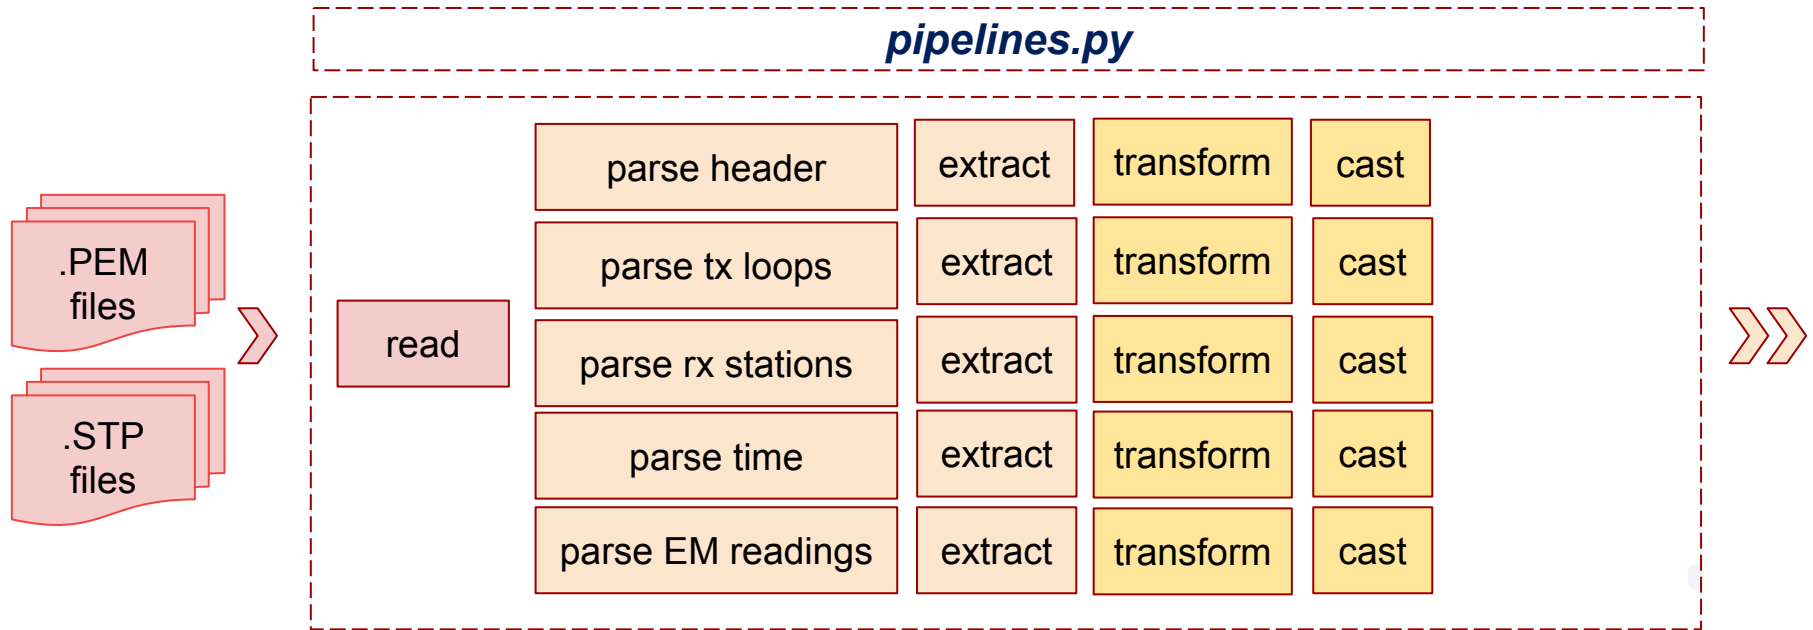 pipelines.py
.PEM
files
.STP
files
read
parse header
extract
transform
cast
parse tx loops
extract
transform
cast
parse rx stations
extract
transform
cast
parse time
extract
transform
cast
parse EM readings
extract
transform
cast